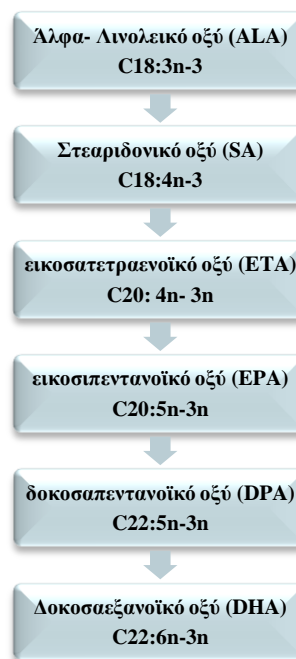 Άλφα- Λινολεικό οξύ (ALA)
C18:3n-3
Στεαριδονικό οξύ (SA)
C18:4n-3
εικοσατετραενοϊκό οξύ (ETA)
C20: 4n- 3n
εικοσιπεντανοϊκό οξύ (EPA)
C20:5n-3n
δοκοσαπεντανοϊκό οξύ (DPA)
C22:5n-3n
Δοκοσαεξανοϊκό οξύ (DHA)
C22:6n-3n